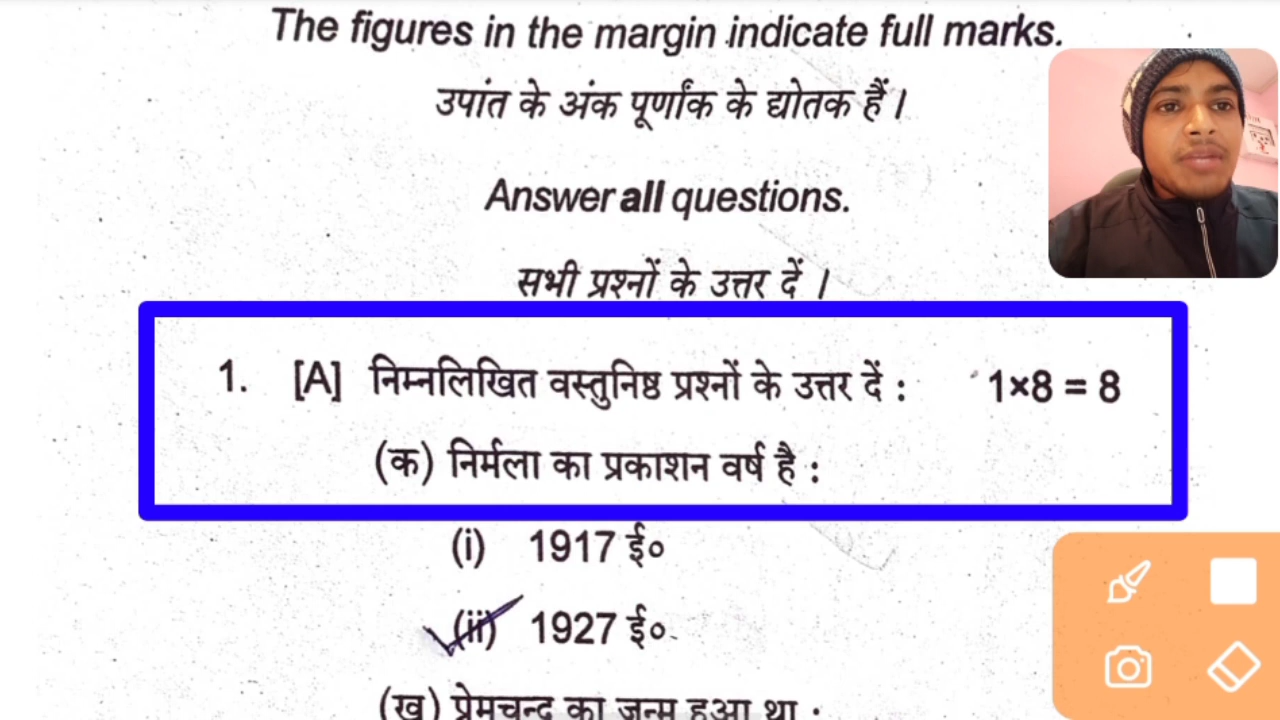 The figures in the margin indicate full marks.
उपांत के अंक पूर्णांक के द्योतक हैं।
Answer all questions.
सभी प्रश्नों के उत्तर दें ।
1. [A] निम्नलिखित वस्तुनिष्ठ प्रश्नों के उत्तर दें : 1×8 = 8
(क) निर्मला का प्रकाशन वर्ष है :
(i) 1917 ई०
(ii) 1927 ई०
(ख) प्रेमचन्द का जन्म हुआ था :